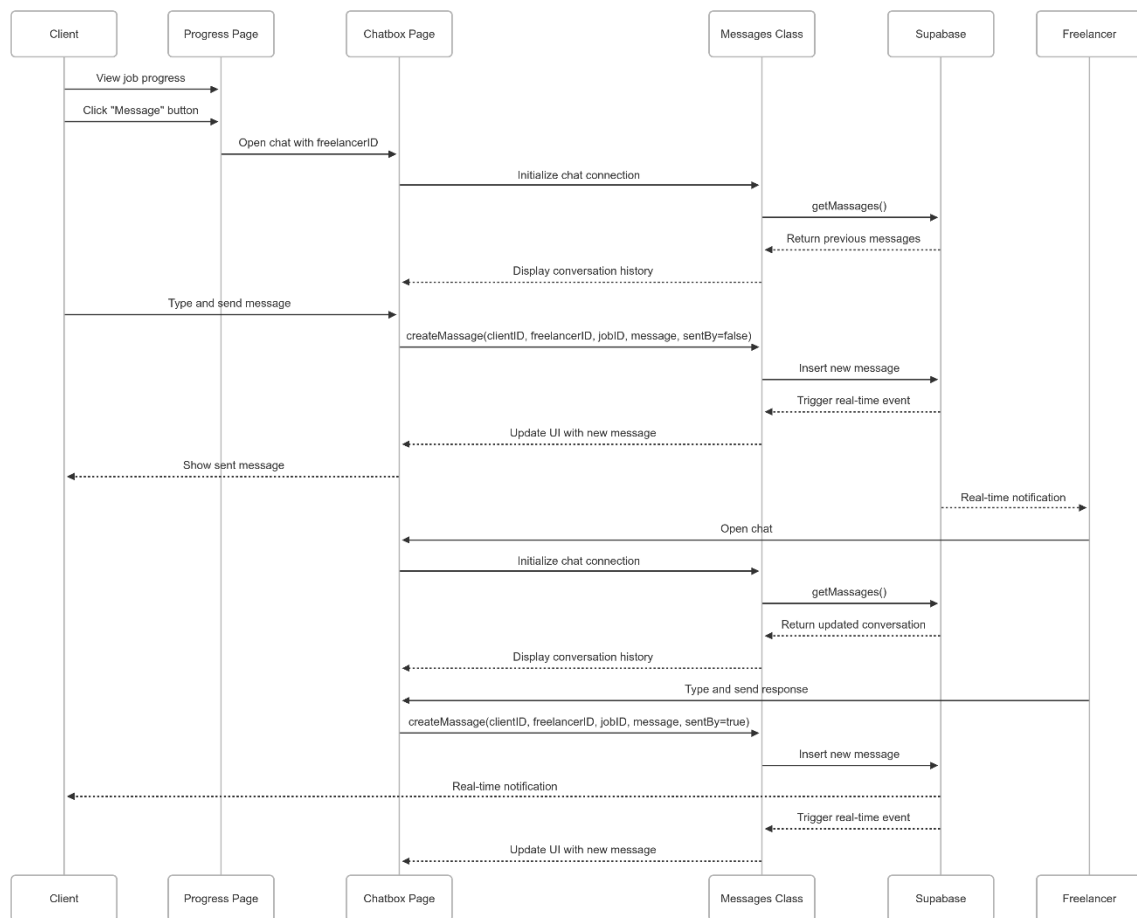 Client
Progress Page
Chatbox Page
Messages Class
Supabase
Freelancer
View job progress
Click "Message" button
Open chat with freelancerID
Initialize chat connection
getMassages()
Return previous messages
Display conversation history
Type and send message
createMassage(clientID, freelancerID, jobID, message, sentBy=false)
Insert new message
Trigger real-time event
Update UI with new message
Show sent message
Real-time notification
Open chat
Initialize chat connection
getMassages()
Return updated conversation
Display conversation history
Type and send response
createMassage(clientID, freelancerID, jobID, message, sentBy=true)
Insert new message
Real-time notification
Trigger real-time event
Update UI with new message
Client
Progress Page
Chatbox Page
Messages Class
Supabase
Freelancer